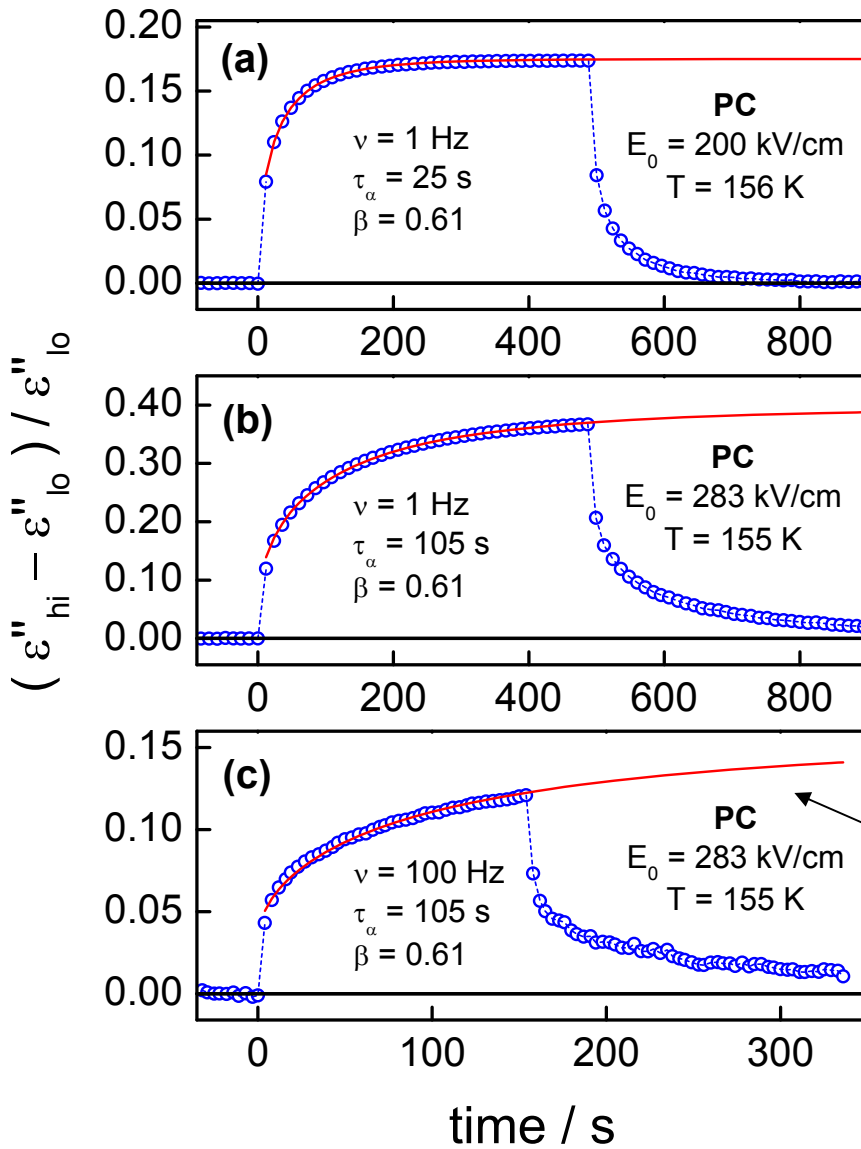 ( ε"hi − ε"lo ) / ε"lo
0.20
0.15
0.10
0.05
0.00
(a)
ν = 1 Hz
τα = 25 s
β = 0.61
PC
E0 = 200 kV/cm
T = 156 K
0 200 400 600 800
0.40
0.30
0.20
0.10
0.00
(b)
ν = 1 Hz
τα = 105 s
β = 0.61
PC
E0 = 283 kV/cm
T = 155 K
0 200 400 600 800
0.15
0.10
0.05
0.00
(c)
ν = 100 Hz
τα = 105 s
β = 0.61
PC
E0 = 283 kV/cm
T = 155 K
0 100 200 300
time / s